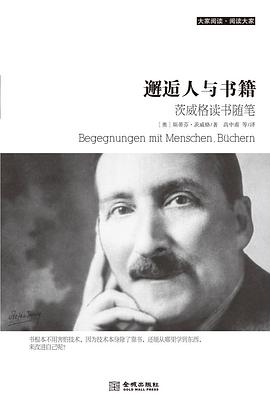 大家阅读·阅读大家
邂逅人与书籍
茨威格读书随笔
[奥] 斯蒂芬·茨威格/著 高中甫 等/译
Begegnungen mit Menschen, Büchern
书根本不用害怕技术，因为技术本身除了靠书，还能从哪里学到东西，
来改进自己呢?
金城出版社
GOLD WALL PRESS